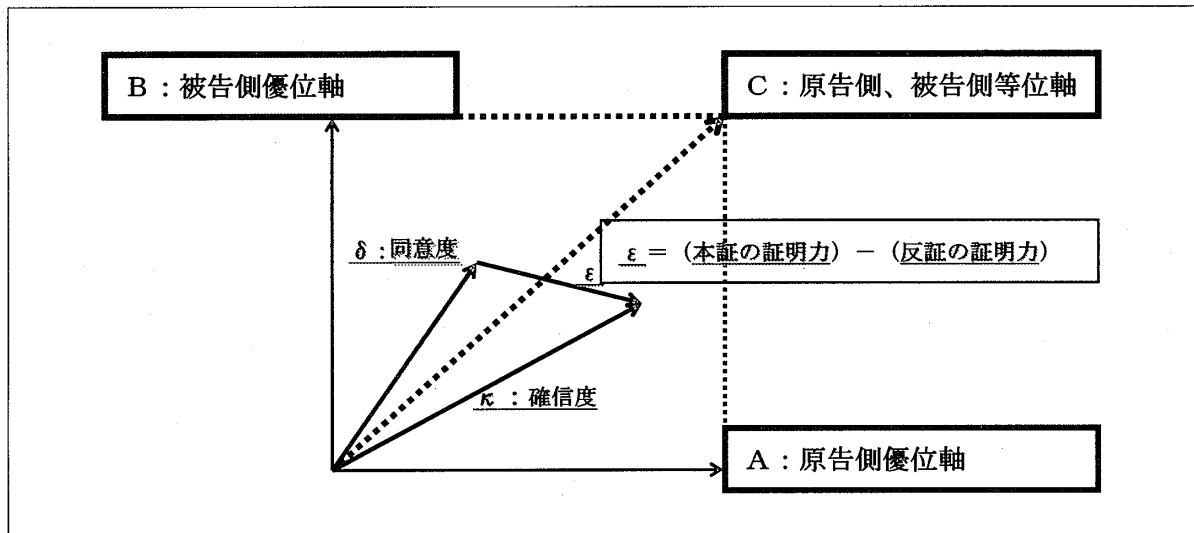 B：被告側優位軸
C：原告側、被告側等位軸
δ：同意度
ε＝（本証の証明力）－（反証の証明力）
ε
κ：確信度
A：原告側優位軸